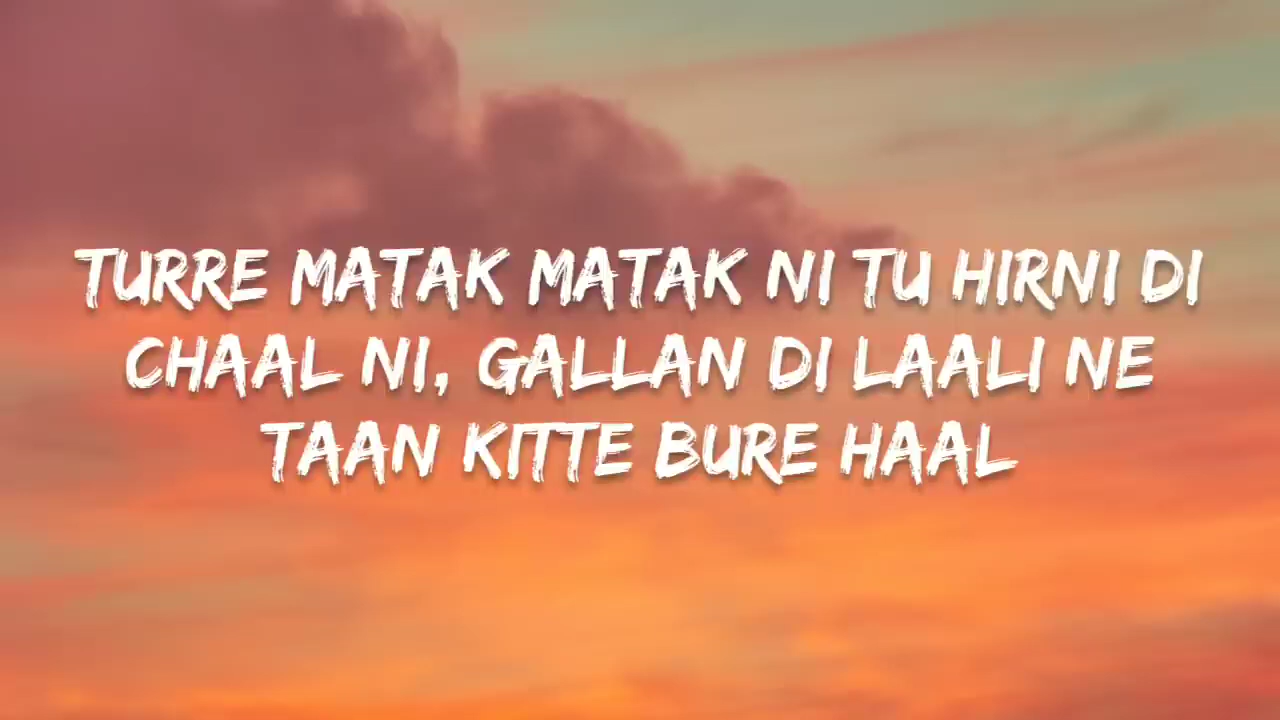 TURRE MATAK MATAK NI TU HIRNI DI
CHAAL NI, GALLAN DI LAALI NE
TAAN KITTE BURE HAAL